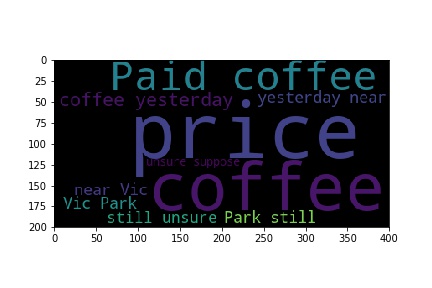 0
25
50
75
100
125
150
175
200
Paid coffee
coffee yesterday
yesterday near
price
unsure suppose
coffee
near Vic
Vic Park
still unsure
Park still
0 50 100 150 200 250 300 350 400